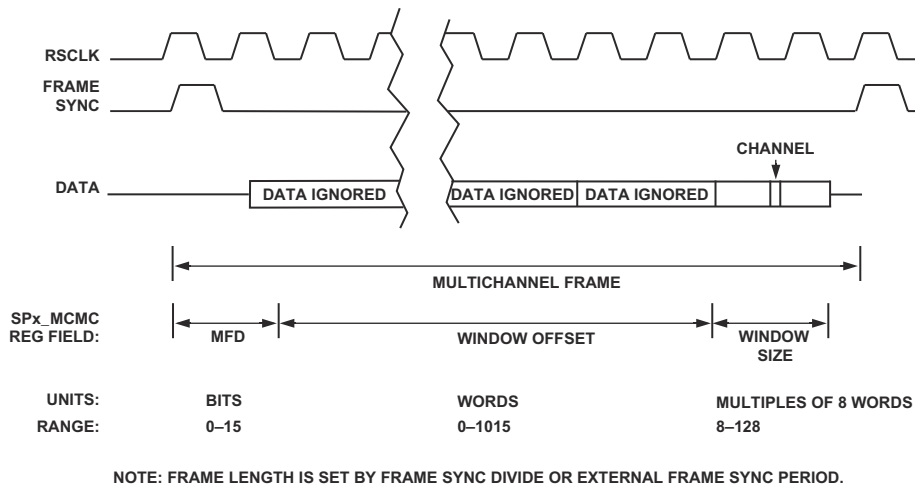 RSCLK
FRAME
SYNC
CHANNEL
DATA
DATA IGNORED
DATA IGNORED
DATA IGNORED
MULTICHANNEL FRAME
SPx_MCMC
REG FIELD:
MFD
WINDOW OFFSET
WINDOW
SIZE
UNITS:
BITS
WORDS
MULTIPLES OF 8 WORDS
RANGE:
0–15
0–1015
8–128
NOTE: FRAME LENGTH IS SET BY FRAME SYNC DIVIDE OR EXTERNAL FRAME SYNC PERIOD.